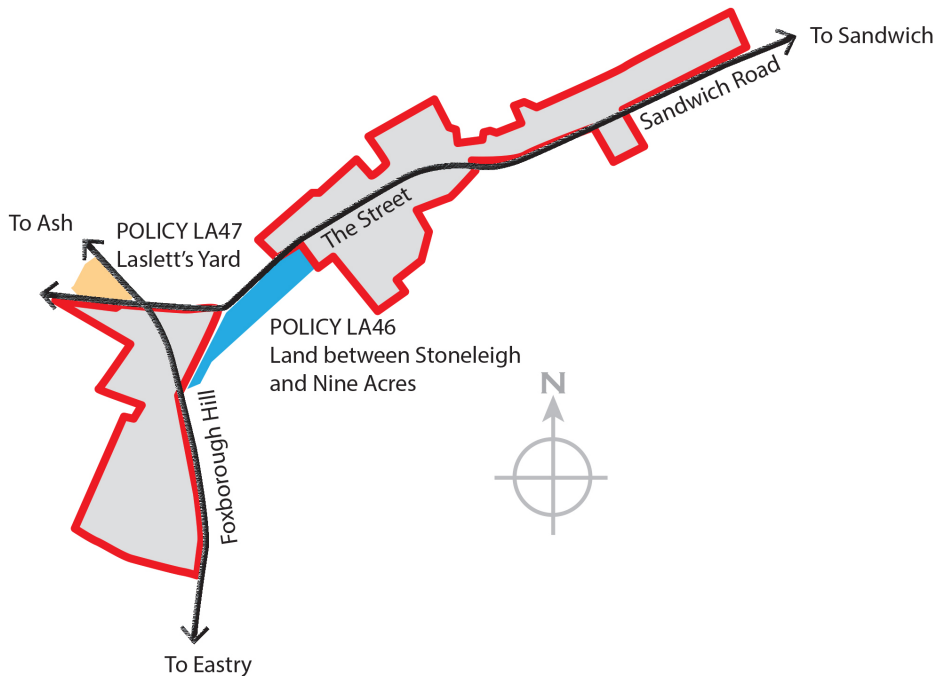 To Sandwich
Sandwich Road
The Street
To Ash
POLICY LA47
Laslett’s Yard
POLICY LA46
Land between Stoneleigh
and Nine Acres
N
Foxborough Hill
To Eastry